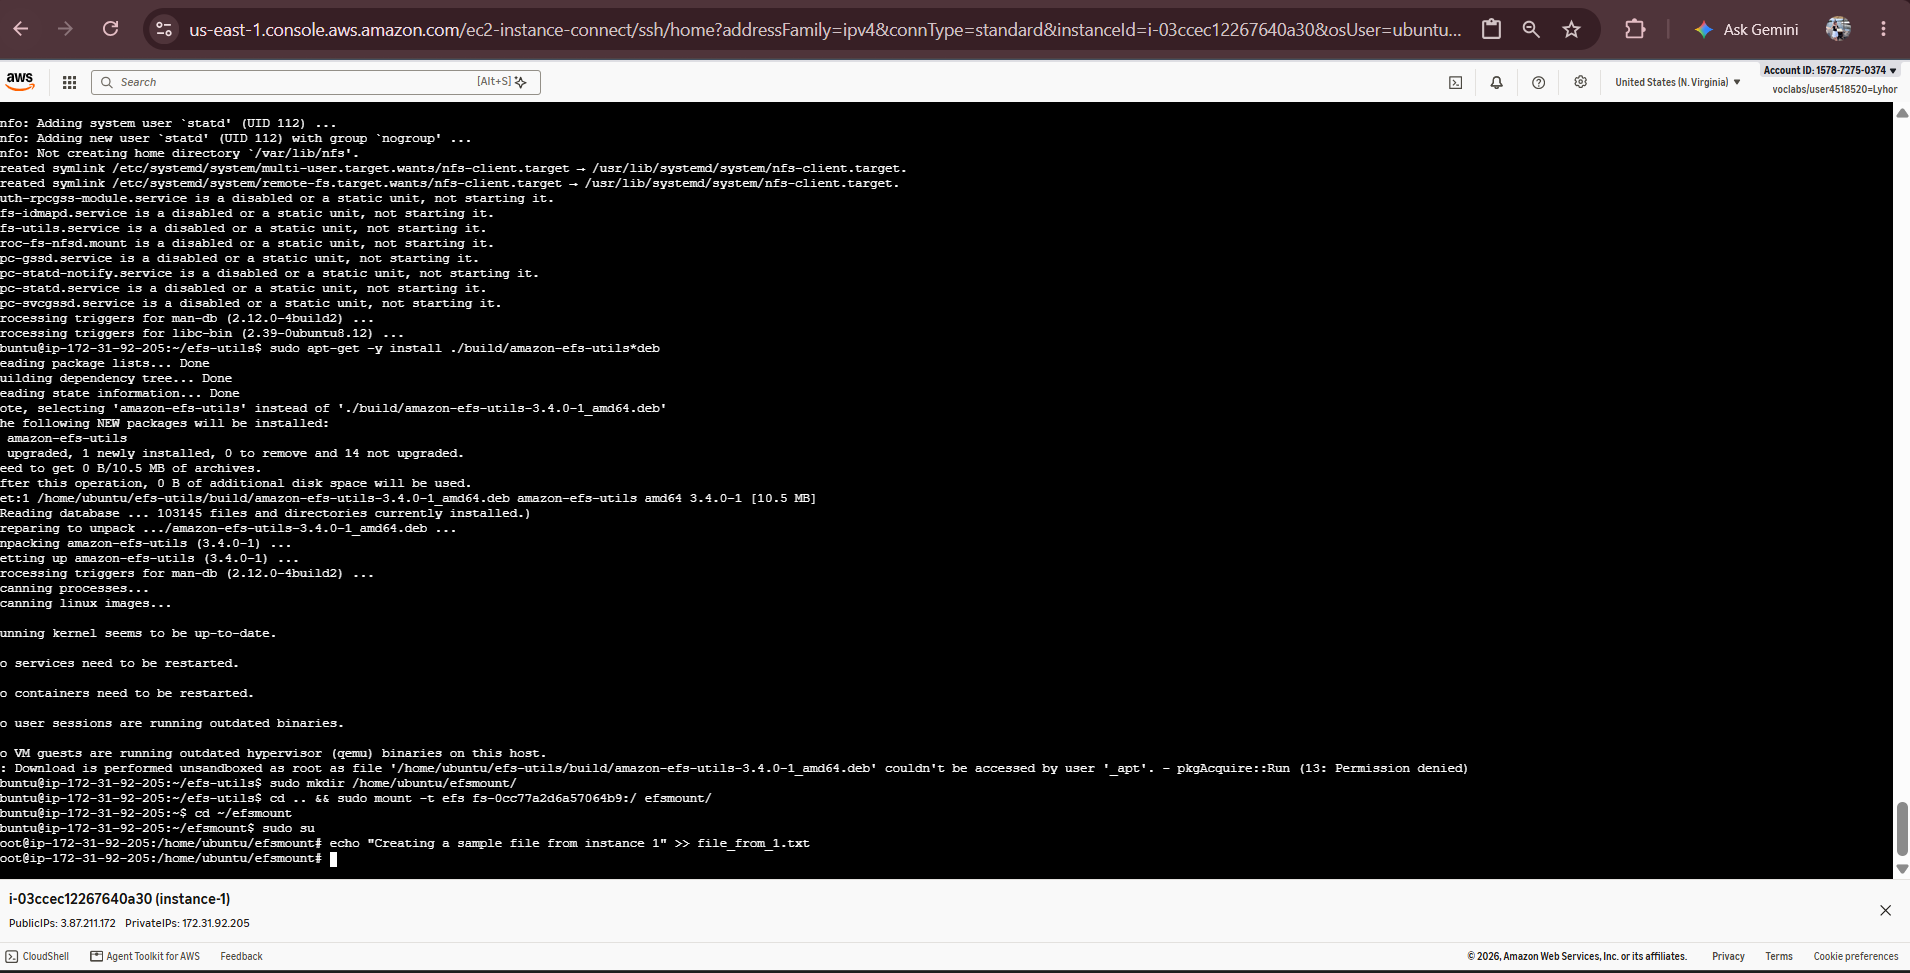 us-east-1.console.aws.amazon.com/ec2-instance-connect/ssh/home?addressFamily=ipv4&connType=standard&instanceId=i-03ccec12267640a30&osUser=ubuntu...
Ask Gemini
aws
Search
[Alt+S]
United States (N. Virginia)
Account ID: 1578-7275-0374
voclabs/user4518520=Lyhor
nfo: Adding system user `statd' (UID 112) ...
nfo: Adding new user `statd' (UID 112) with group `nogroup' ...
nfo: Not creating home directory `/var/lib/nfs'.
reated symlink /etc/systemd/system/multi-user.target.wants/nfs-client.target → /usr/lib/systemd/system/nfs-client.target.
reated symlink /etc/systemd/system/remote-fs.target.wants/nfs-client.target → /usr/lib/systemd/system/nfs-client.target.
uth-rpcgss-module.service is a disabled or a static unit, not starting it.
fs-idmapd.service is a disabled or a static unit, not starting it.
fs-utils.service is a disabled or a static unit, not starting it.
roc-fs-nfsd.mount is a disabled or a static unit, not starting it.
pc-gssd.service is a disabled or a static unit, not starting it.
pc-statd-notify.service is a disabled or a static unit, not starting it.
pc-statd.service is a disabled or a static unit, not starting it.
pc-svcgssd.service is a disabled or a static unit, not starting it.
rocessing triggers for man-db (2.12.0-4build2) ...
rocessing triggers for libc-bin (2.39-0ubuntu8.12) ...
buntu@ip-172-31-92-205:~/efs-utils$ sudo apt-get -y install ./build/amazon-efs-utils*deb
eading package lists... Done
uilding dependency tree... Done
eading state information... Done
ote, selecting 'amazon-efs-utils' instead of './build/amazon-efs-utils-3.4.0-1_amd64.deb'
he following NEW packages will be installed:
amazon-efs-utils
upgraded, 1 newly installed, 0 to remove and 14 not upgraded.
eed to get 0 B/10.5 MB of archives.
fter this operation, 0 B of additional disk space will be used.
et:1 /home/ubuntu/efs-utils/build/amazon-efs-utils-3.4.0-1_amd64.deb amazon-efs-utils amd64 3.4.0-1 [10.5 MB]
Reading database ... 103145 files and directories currently installed.)
reparing to unpack .../amazon-efs-utils-3.4.0-1_amd64.deb ...
npacking amazon-efs-utils (3.4.0-1) ...
etting up amazon-efs-utils (3.4.0-1) ...
rocessing triggers for man-db (2.12.0-4build2) ...
canning processes...
canning linux images...
unning kernel seems to be up-to-date.
o services need to be restarted.
o containers need to be restarted.
o user sessions are running outdated binaries.
o VM guests are running outdated hypervisor (qemu) binaries on this host.
: Download is performed unsandboxed as root as file '/home/ubuntu/efs-utils/build/amazon-efs-utils-3.4.0-1_amd64.deb' couldn't be accessed by user '_apt'. - pkgAcquire::Run (13: Permission denied)
buntu@ip-172-31-92-205:~/efs-utils$ sudo mkdir /home/ubuntu/efsmount/
buntu@ip-172-31-92-205:~/efs-utils$ cd .. && sudo mount -t efs fs-0cc77a2d6a57064b9:/ efsmount/
buntu@ip-172-31-92-205:~$ cd ~/efsmount
buntu@ip-172-31-92-205:~/efsmount$ sudo su
oot@ip-172-31-92-205:/home/ubuntu/efsmount# echo "Creating a sample file from instance 1" >> file_from_1.txt
oot@ip-172-31-92-205:/home/ubuntu/efsmount#
i-03ccec12267640a30 (instance-1)
PublicIPs: 3.87.211.172 PrivateIPs: 172.31.92.205
CloudShell Agent Toolkit for AWS Feedback
© 2026, Amazon Web Services, Inc. or its affiliates. Privacy Terms Cookie preferences